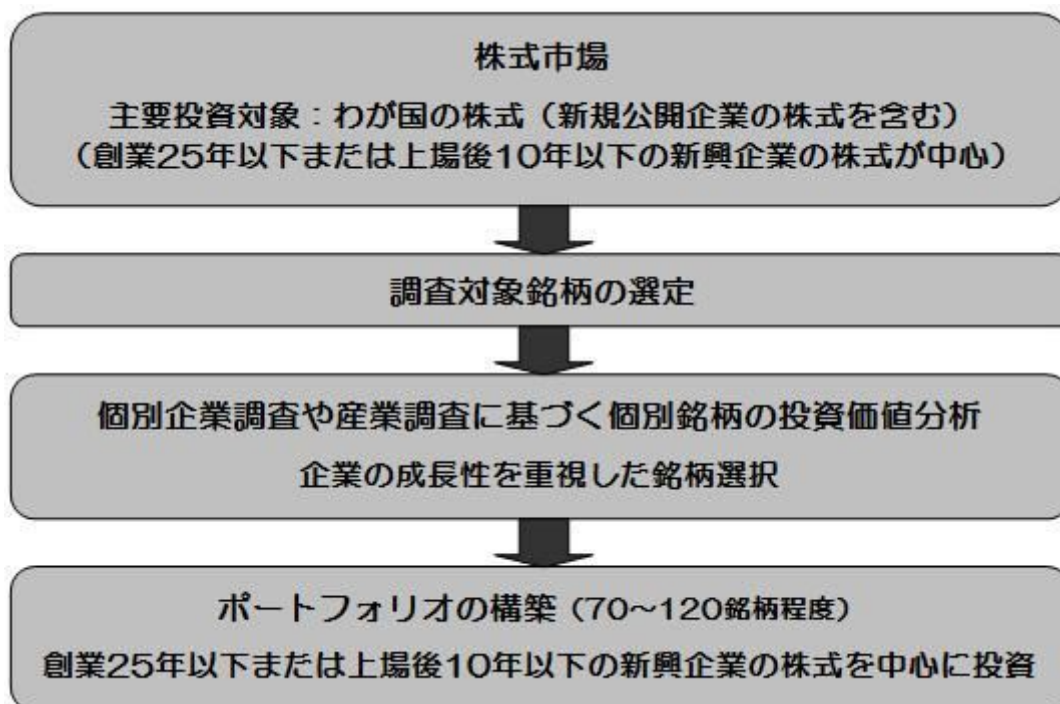 株式市場
主要投資対象：わが国の株式（新規公開企業の株式を含む）
（創業25年以下または上場後10年以下の新興企業の株式が中心）
調査対象銘柄の選定
個別企業調査や産業調査に基づく個別銘柄の投資価値分析
企業の成長性を重視した銘柄選択
ポートフォリオの構築（70～120銘柄程度）
創業25年以下または上場後10年以下の新興企業の株式を中心に投資